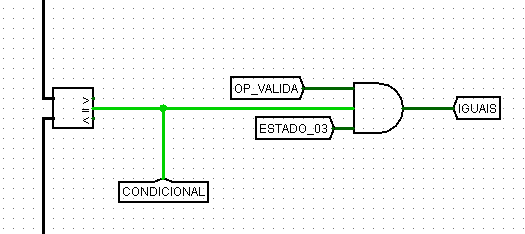 OP_VALIDA
>
=
<
IGUAIS
ESTADO_03
CONDICIONAL